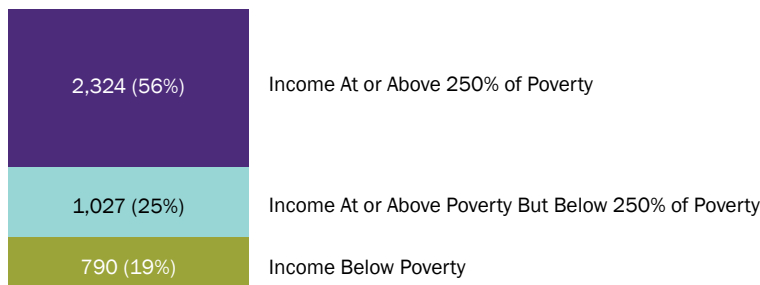 2,324 (56%) Income At or Above 250% of Poverty
1,027 (25%) Income At or Above Poverty But Below 250% of Poverty
790 (19%) Income Below Poverty